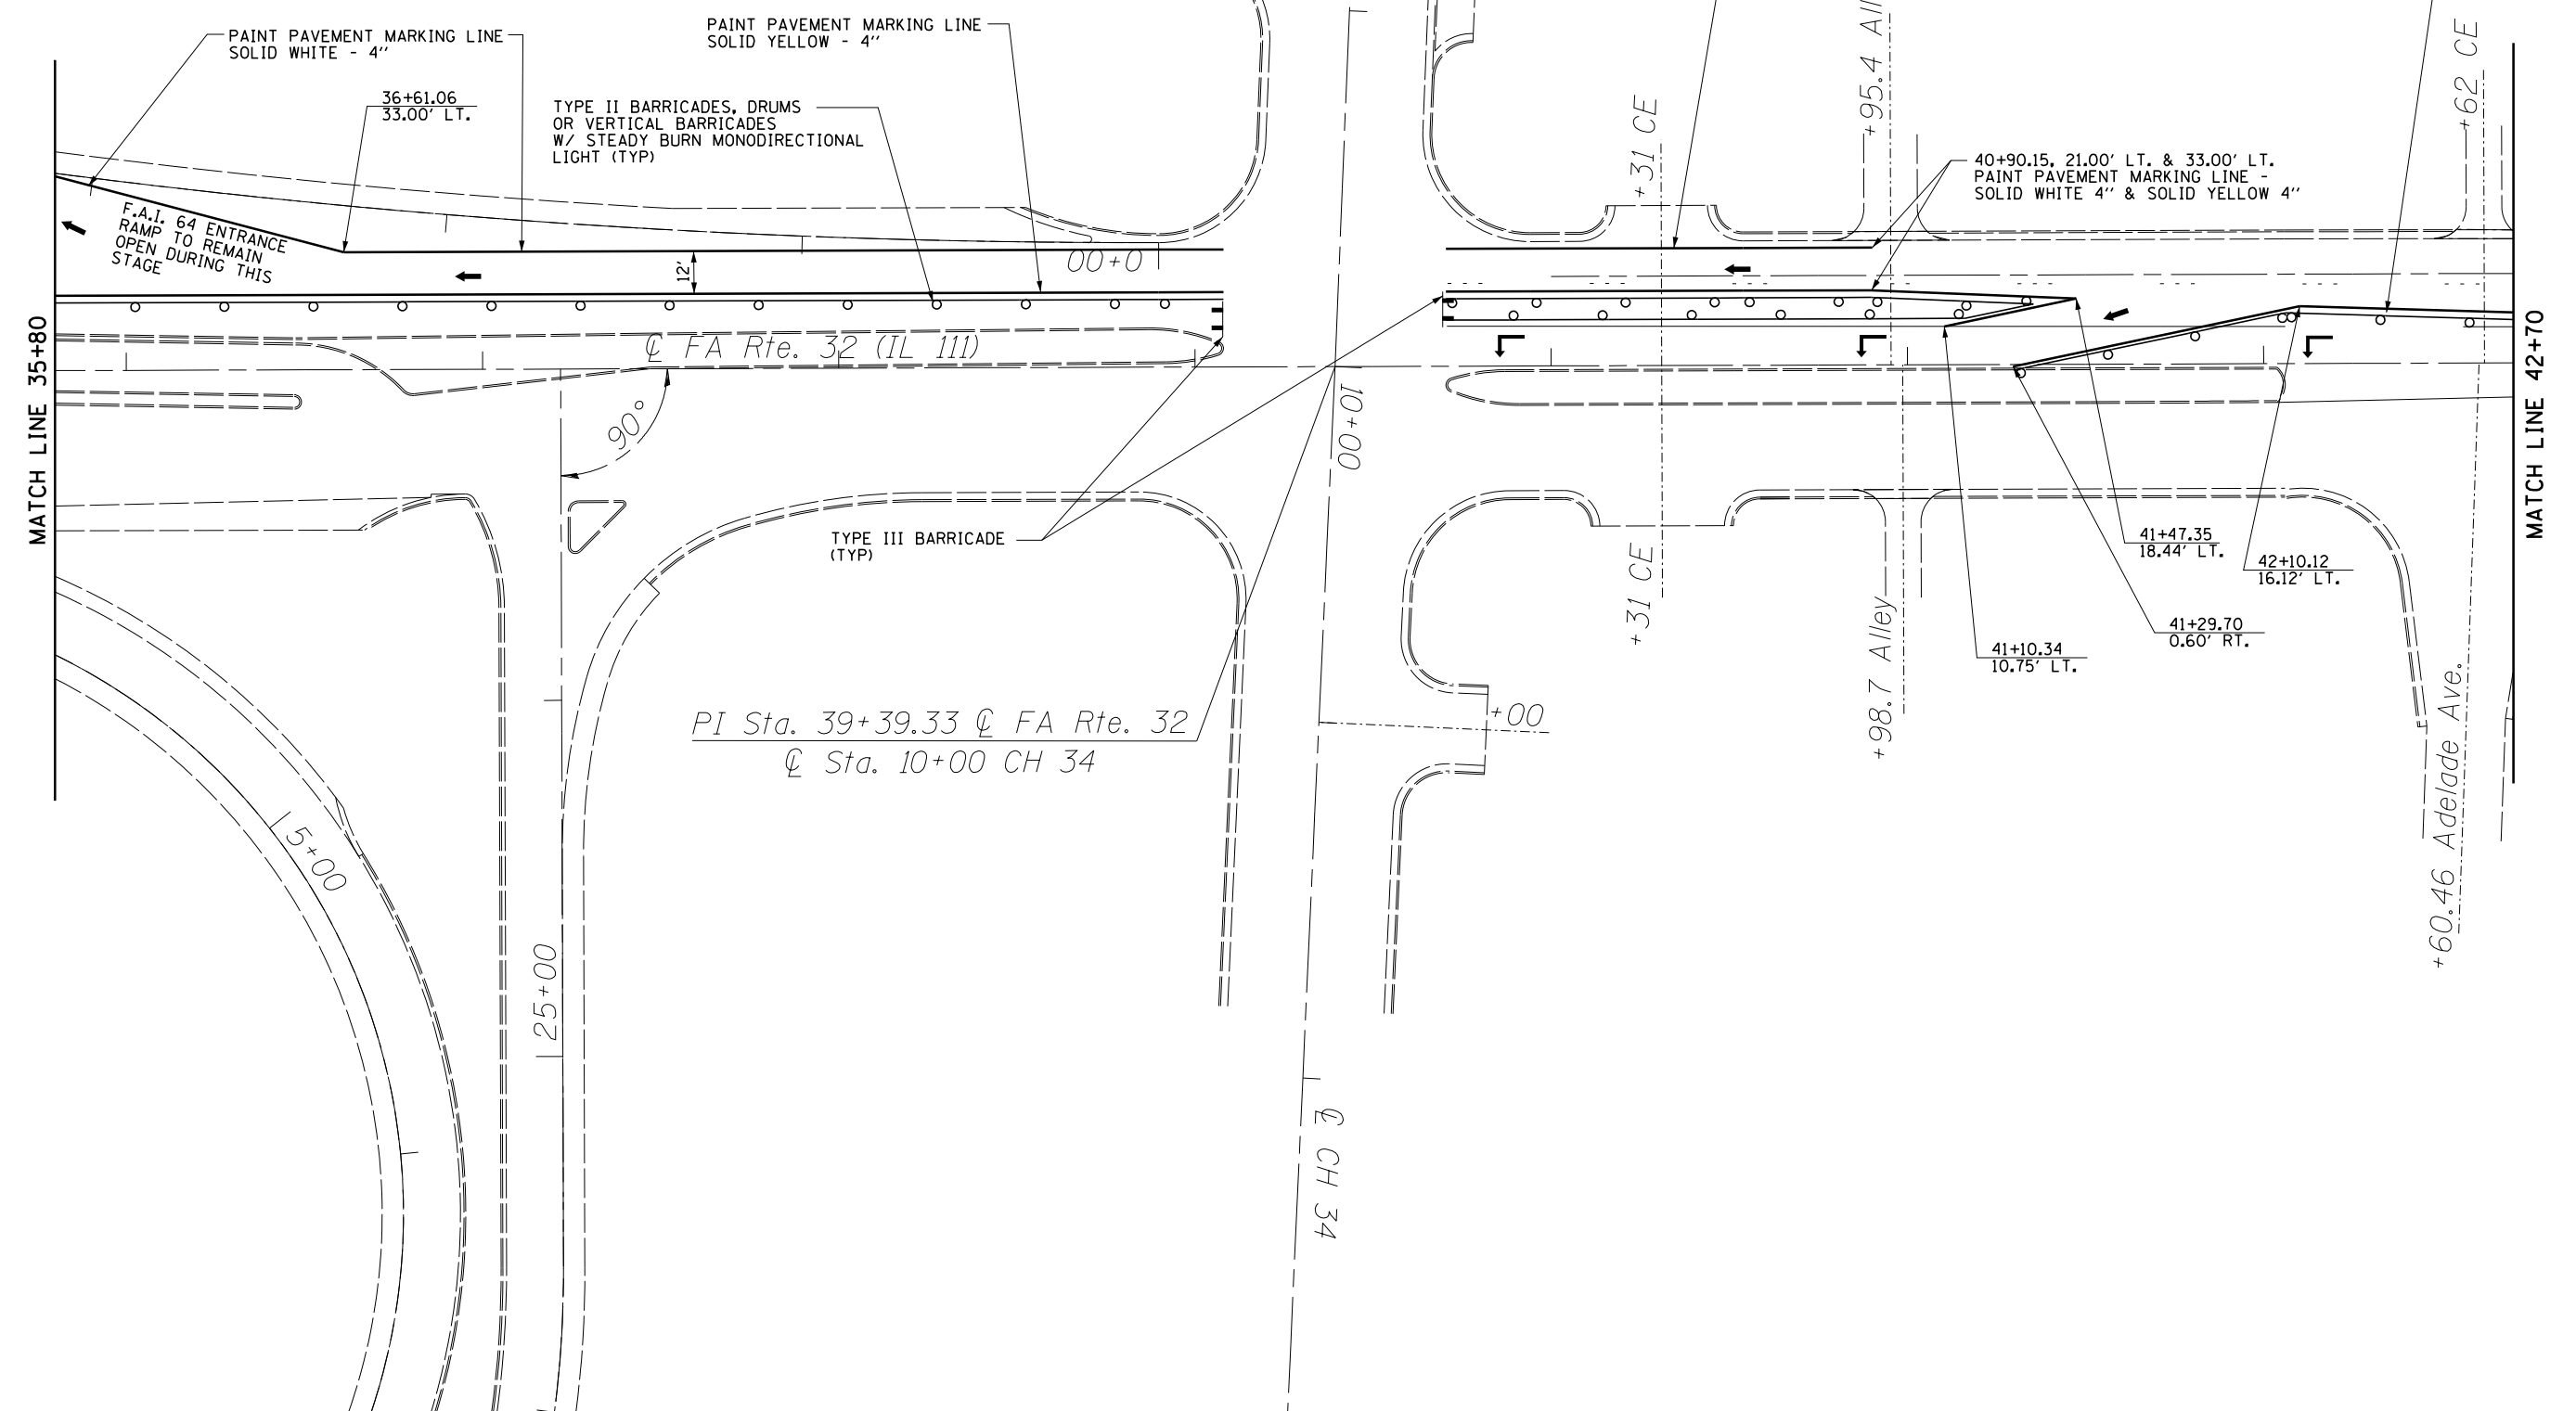 PAINT PAVEMENT MARKING LINE
SOLID WHITE - 4''
PAINT PAVEMENT MARKING LINE
SOLID YELLOW - 4''
36+61.06
33.00' LT.
TYPE II BARRICADES, DRUMS
OR VERTICAL BARRICADES
W/ STEADY BURN MONODIRECTIONAL
LIGHT (TYP)
F.A.I. 64 ENTRANCE
RAMP TO REMAIN
OPEN DURING THIS
STAGE
12'
0+00
℄ FA Rte. 32 (IL 111)
90°
MATCH LINE 35+80
+31 CE
+95.4 All
+62 CE
40+90.15, 21.00' LT. & 33.00' LT.
PAINT PAVEMENT MARKING LINE -
SOLID WHITE 4'' & SOLID YELLOW 4''
MATCH LINE 42+70
10+00
TYPE III BARRICADE
(TYP)
41+47.35
18.44' LT.
42+10.12
16.12' LT.
41+29.70
0.60' RT.
41+10.34
10.75' LT.
+31 CE
+98.7 Alley
PI Sta. 39+39.33 ℄ FA Rte. 32
℄ Sta. 10+00 CH 34
+00
+60.46 Adelade Ave.
5+00
25+00
℄ CH 34